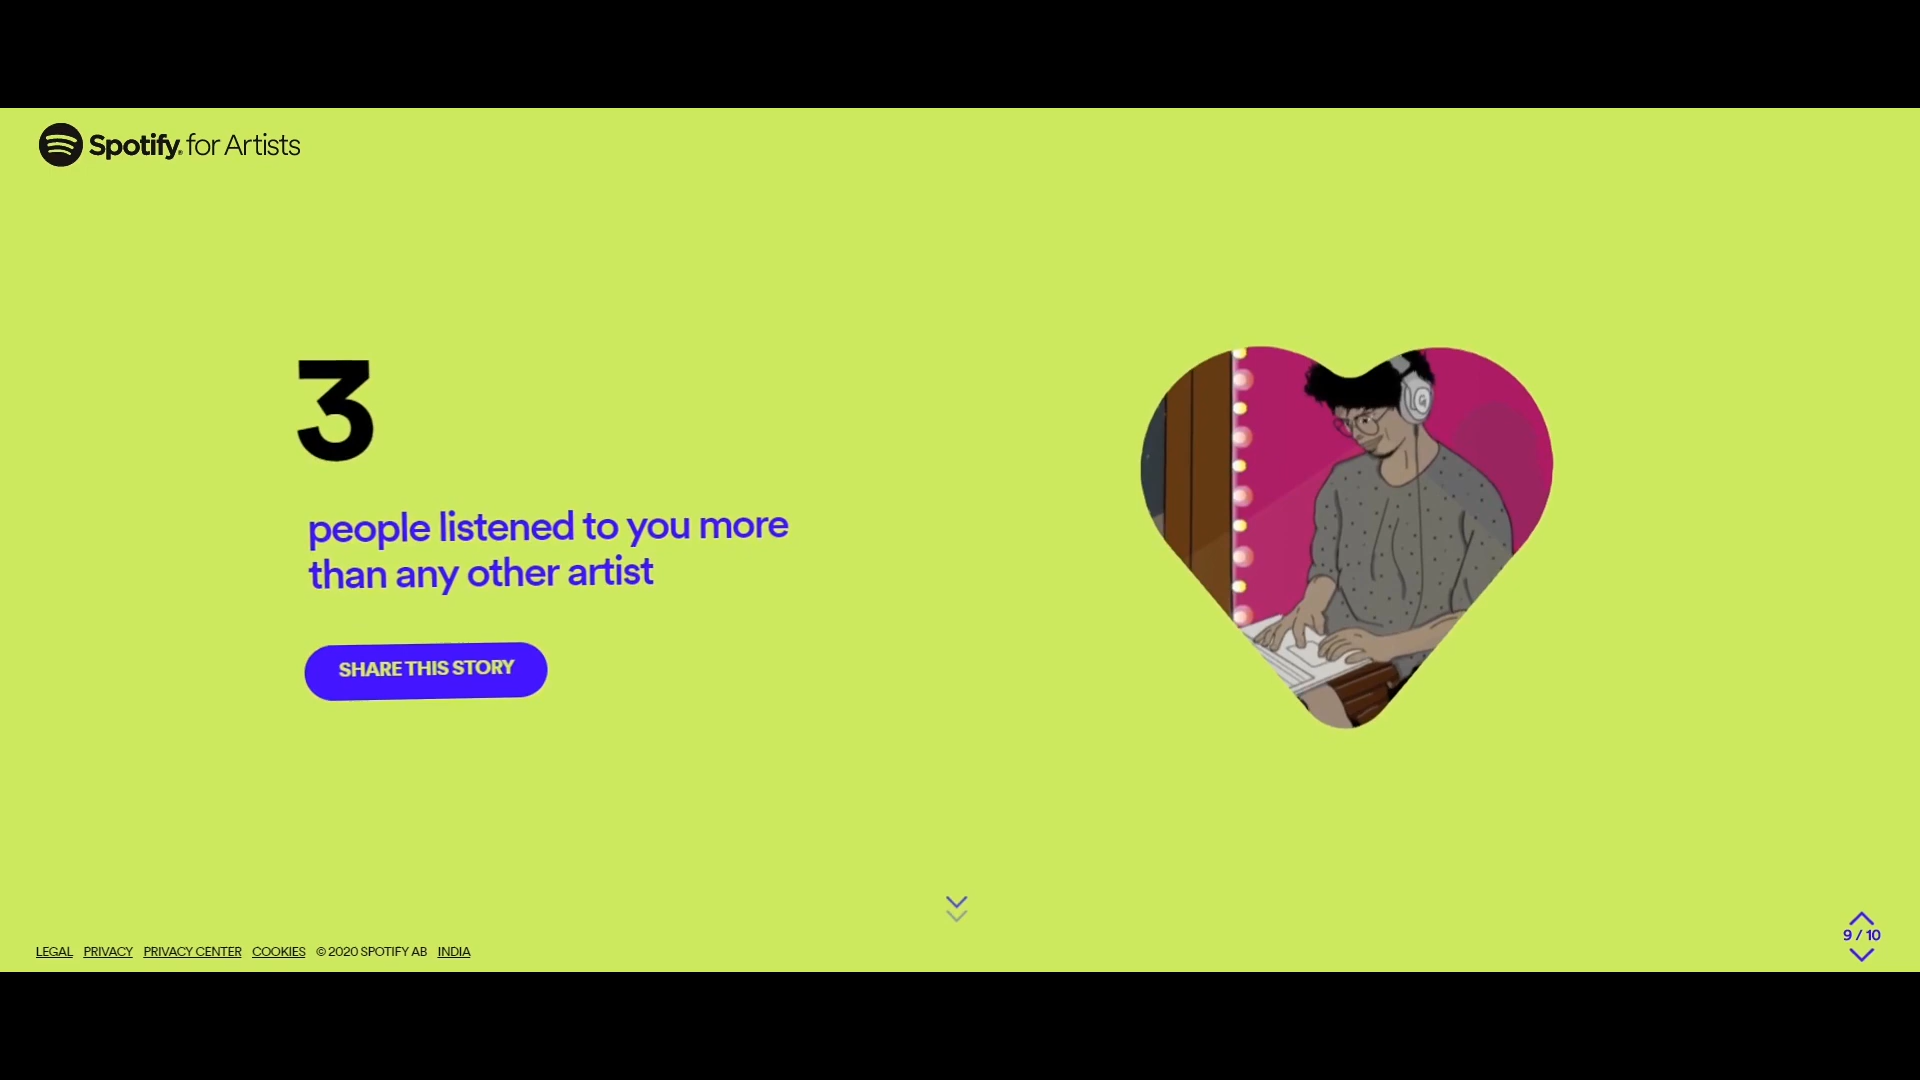 Spotify® for Artists
3
people listened to you more
than any other artist
SHARE THIS STORY
9 / 10
LEGAL PRIVACY PRIVACY CENTER COOKIES © 2020 SPOTIFY AB INDIA